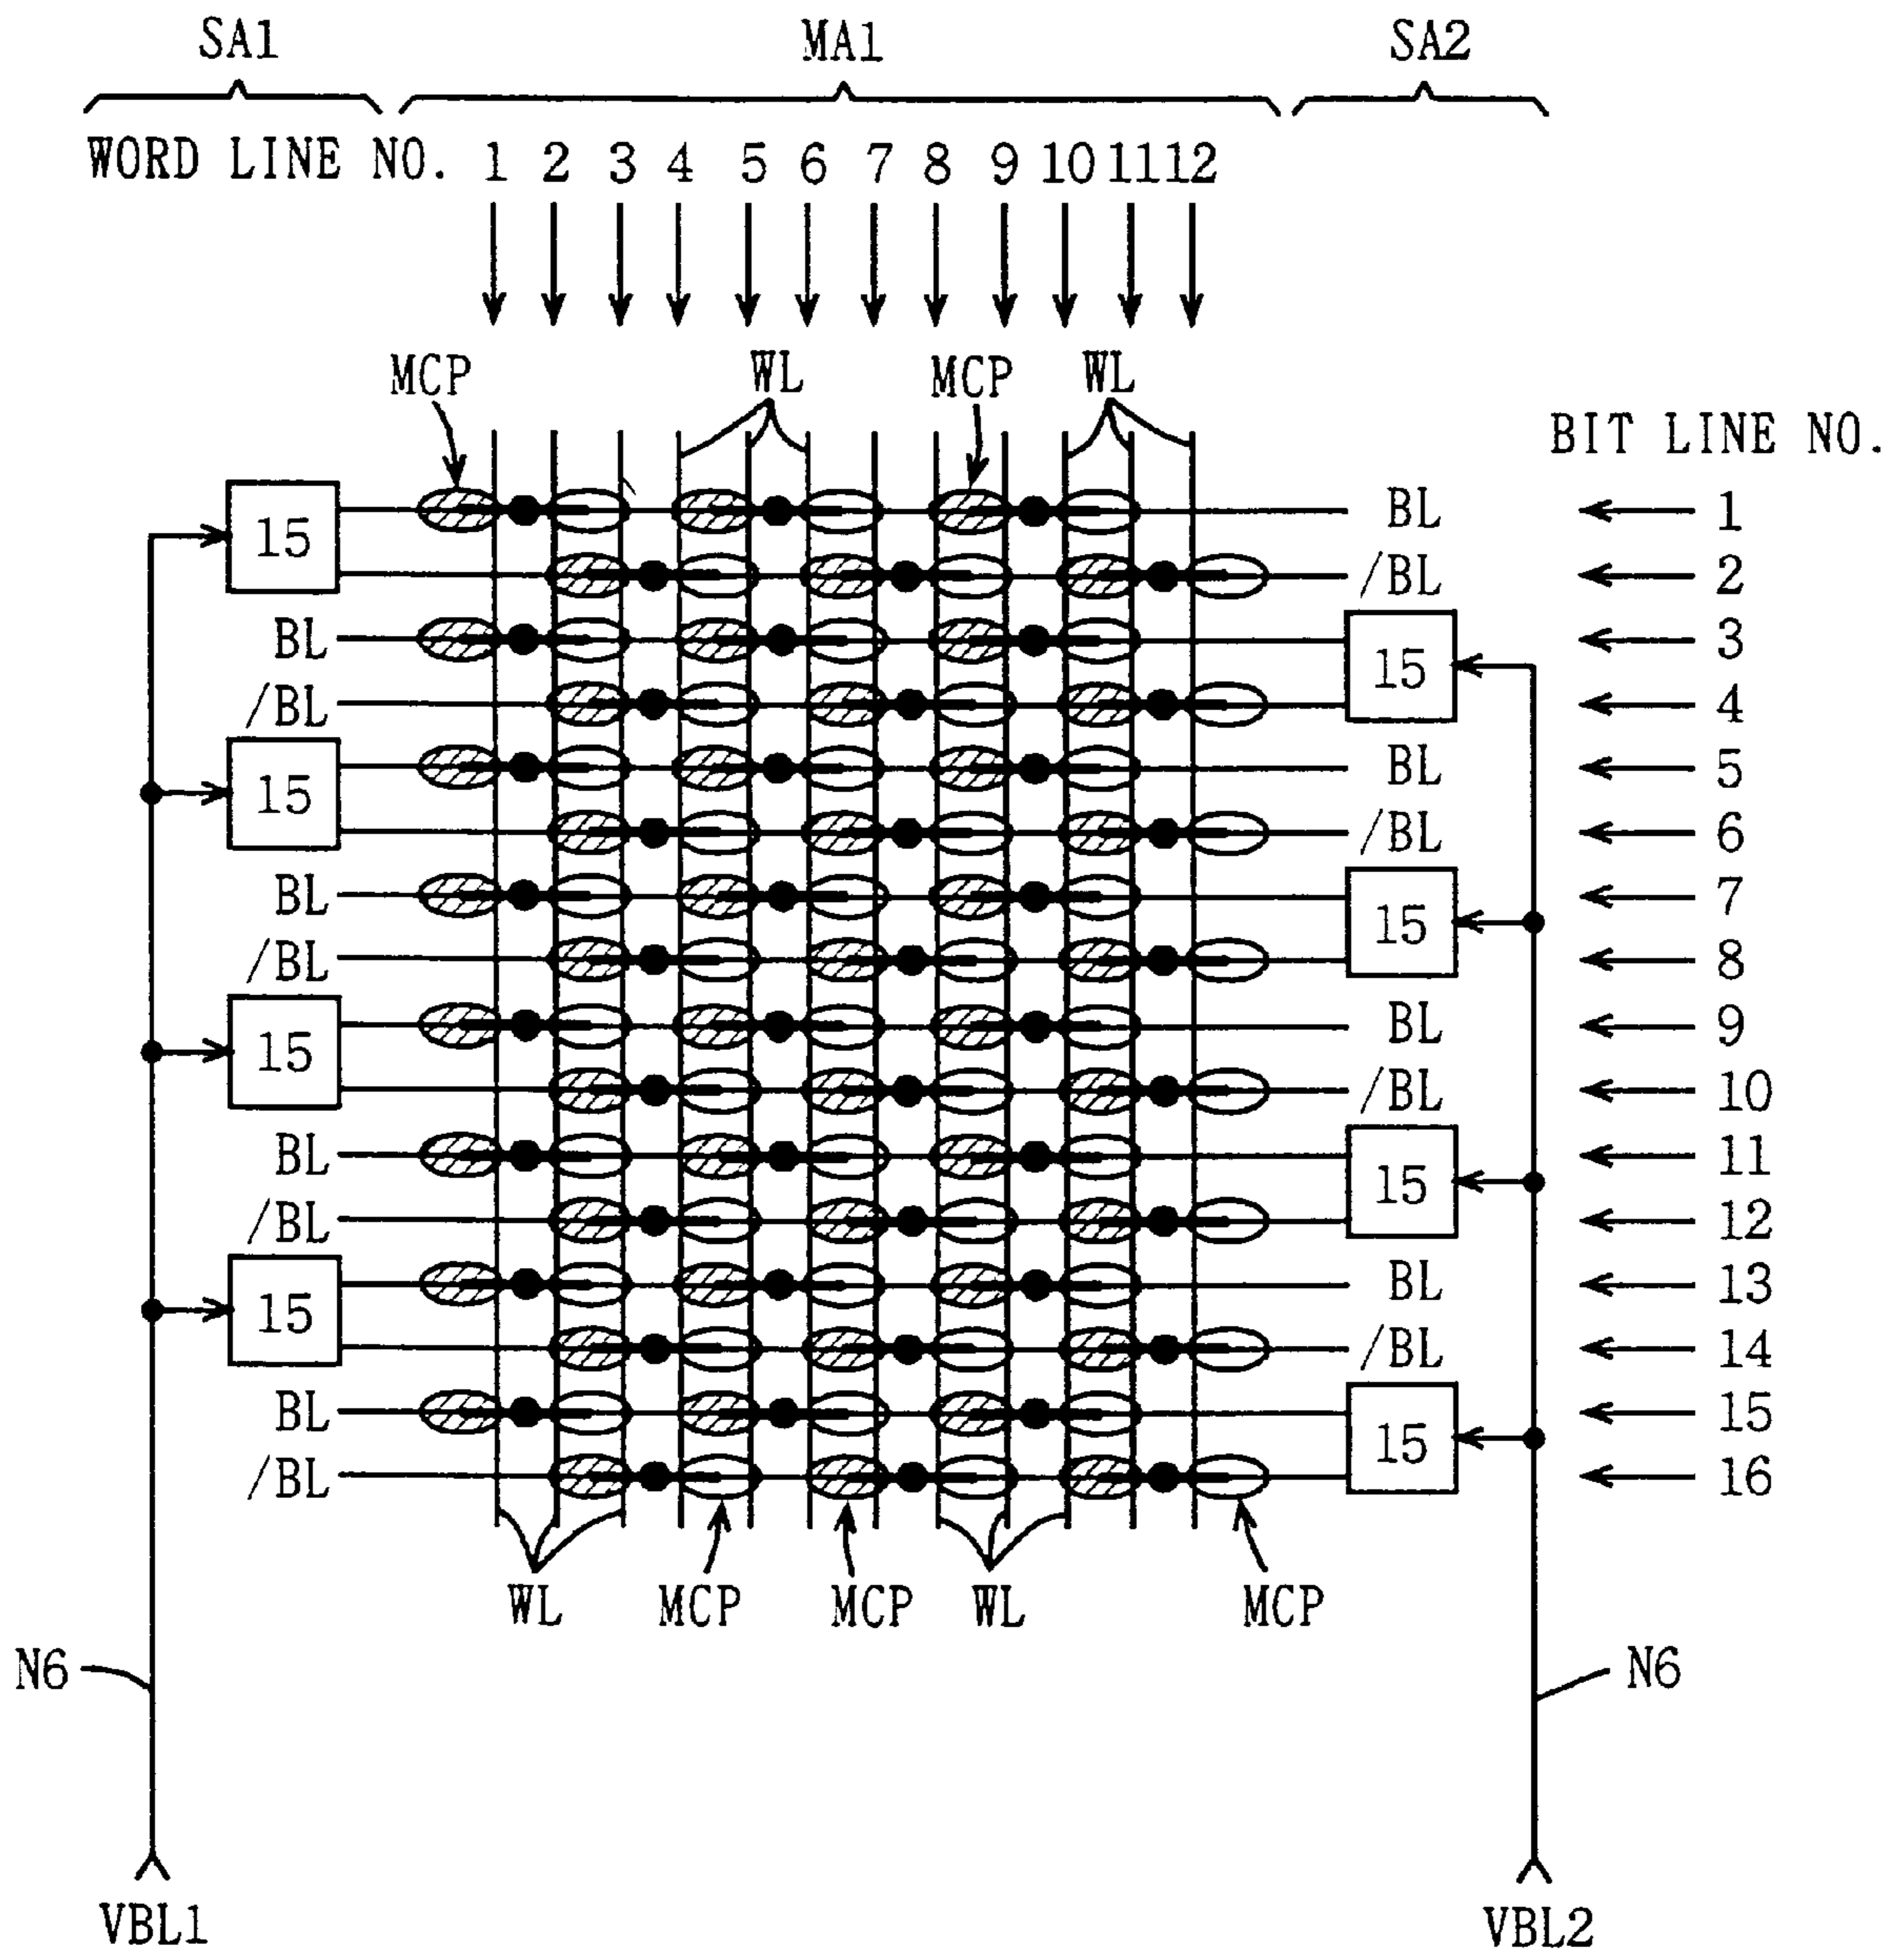 SA1 MA1 SA2
WORD LINE NO. 1 2 3 4 5 6 7 8 9 10 11 12
MCP WL MCP WL
BIT LINE NO.
15 BL 1
/BL 2
BL 15 3
/BL 4
15 BL 5
/BL 6
BL 15 7
/BL 8
15 BL 9
/BL 10
BL 15 11
/BL 12
15 BL 13
/BL 14
BL 15 15
/BL 16
WL MCP MCP WL MCP
N6 N6
VBL1 VBL2